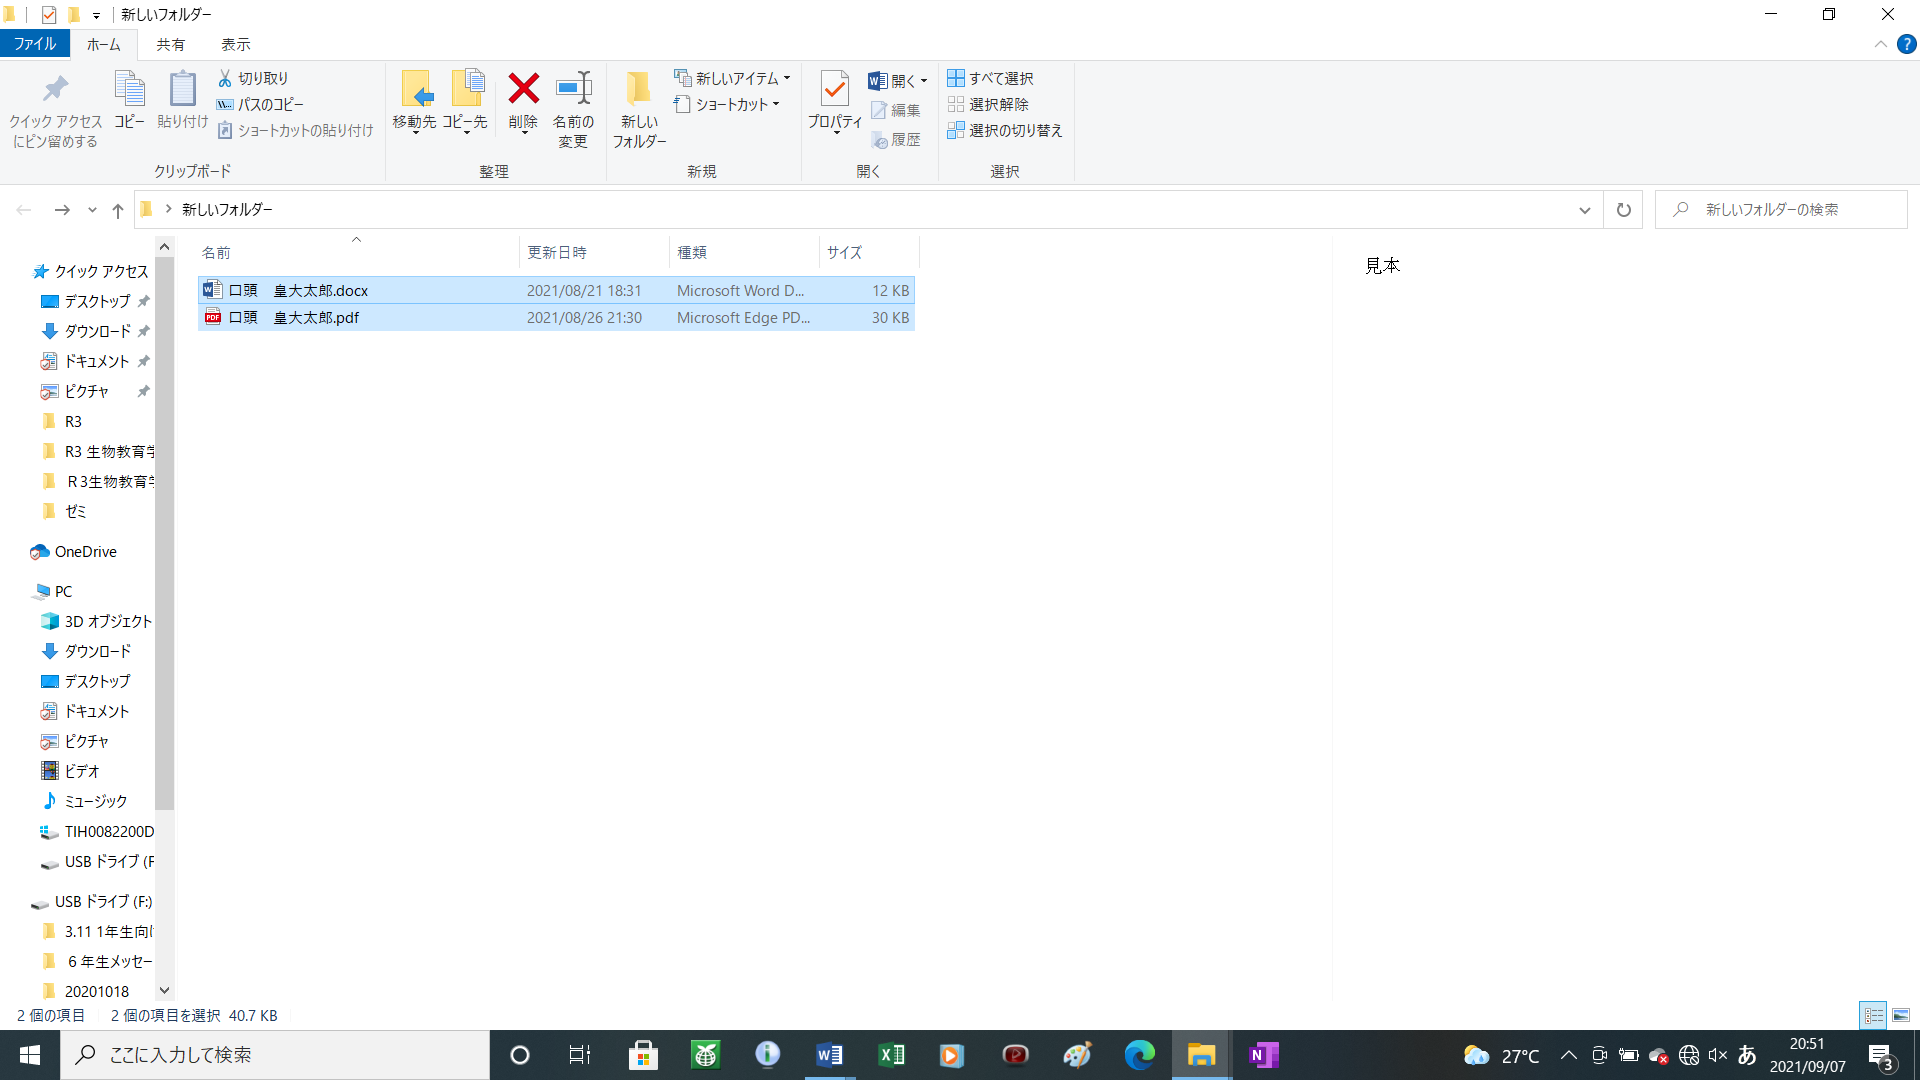 新しいフォルダー
ファイル ホーム 共有 表示
クイック アクセス
にピン留めする
コピー
貼り付け
切り取り
パスのコピー
ショートカットの貼り付け
クリップボード
移動先
コピー先
削除
名前の
変更
整理
新しい
フォルダー
新しいアイテム
ショートカット
新規
プロパティ
開く
編集
履歴
開く
すべて選択
選択解除
選択の切り替え
選択
新しいフォルダー
新しいフォルダーの検索
名前 更新日時 種類 サイズ
口頭　皇大太郎.docx 2021/08/21 18:31 Microsoft Word D... 12 KB
口頭　皇大太郎.pdf 2021/08/26 21:30 Microsoft Edge PD... 30 KB
見本
クイック アクセス
デスクトップ
ダウンロード
ドキュメント
ピクチャ
R3
R3 生物教育学
Ｒ3生物教育学
ゼミ
OneDrive
PC
3D オブジェクト
ダウンロード
デスクトップ
ドキュメント
ピクチャ
ビデオ
ミュージック
TIH0082200D
USB ドライブ (F
USB ドライブ (F:)
3.11 1年生向け
６年生メッセー
20201018
2 個の項目 2 個の項目を選択 40.7 KB
ここに入力して検索
27°C
あ
20:51
2021/09/07
3